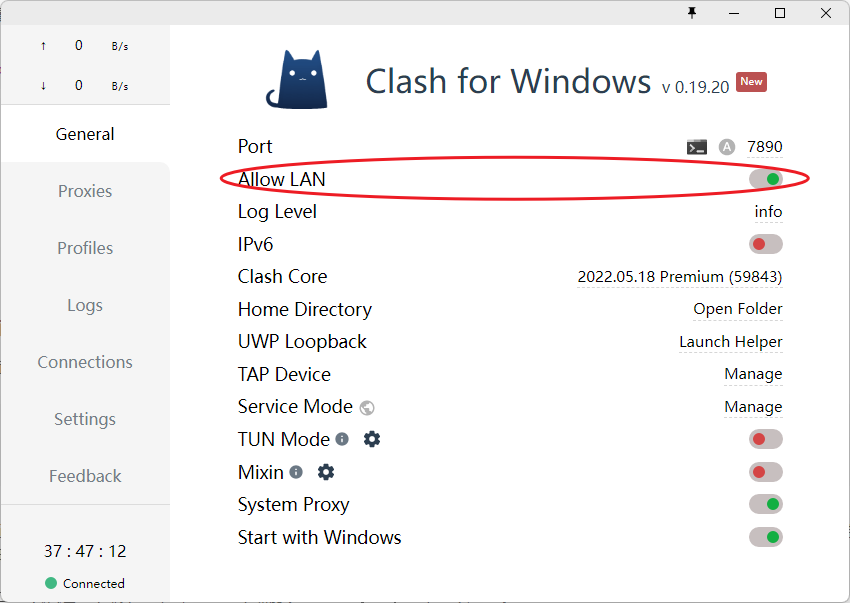 ↑ 0 B/s
↓ 0 B/s
General
Proxies
Profiles
Logs
Connections
Settings
Feedback
37 : 47 : 12
Connected
Clash for Windows v 0.19.20 New
Port A 7890
Allow LAN
Log Level info
IPv6
Clash Core 2022.05.18 Premium (59843)
Home Directory Open Folder
UWP Loopback Launch Helper
TAP Device Manage
Service Mode Manage
TUN Mode
Mixin
System Proxy
Start with Windows